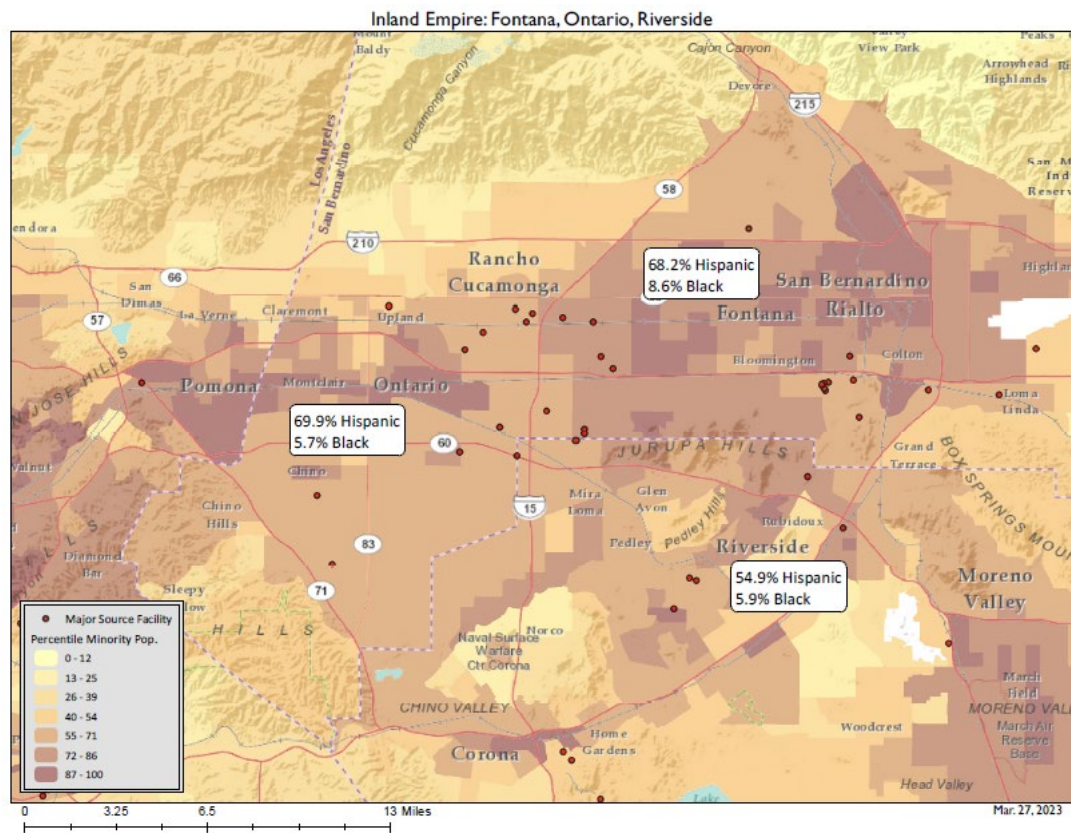 Inland Empire: Fontana, Ontario, Riverside
Mount
Baldy
Cucamonga Canyon
Cajon Canyon
Valley
View Park
Peaks
Arrowhead
Highlands
Devore
215
Los Angeles
San Bernardino
58
210
Rancho
Cucamonga
68.2% Hispanic
8.6% Black
San Bernardino
Rialto
Highland
66
San
Dimas
57
La Verne
Claremont
Upland
Fontana
Bloomington
Colton
Pomona
Montclair
Ontario
Loma
Linda
69.9% Hispanic
5.7% Black
60
JURUPA HILLS
Grand
Terrace
Walnut
Chino
Chino
Hills
Mira
Loma
Glen
Avon
15
Pedley Hills
Rubidoux
Pedley
Riverside
83
Diamond
Bar
54.9% Hispanic
5.9% Black
Moreno
Valley
71
HILLS
Norco
Naval Surface
Warfare
Ctr Corona
March
Field
MORENO VAL
March Air
Reserve
Base
CHINO VALLEY
Woodcrest
Home
Gardens
Corona
Head Valley
Lake
Major Source Facility
Percentile Minority Pop.
0 - 12
13 - 25
26 - 39
40 - 54
55 - 71
72 - 86
87 - 100
0 3.25 6.5 13 Miles
Mar. 27, 2023